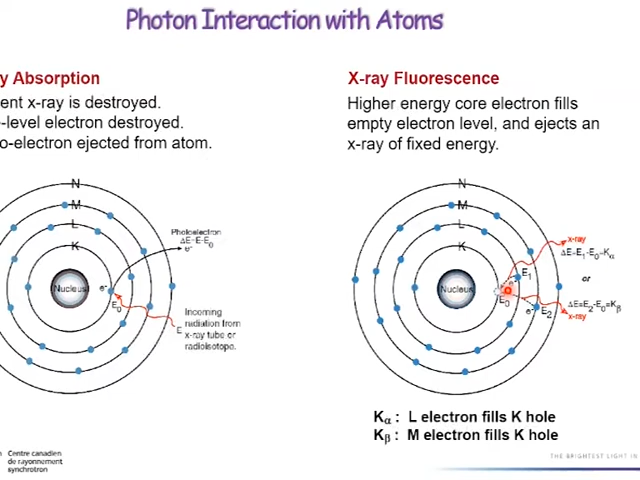 Photon Interaction with Atoms
y Absorption
ent x-ray is destroyed.
-level electron destroyed.
o-electron ejected from atom.
X-ray Fluorescence
Higher energy core electron fills
empty electron level, and ejects an
x-ray of fixed energy.
N
M
L
K
Nucleus
e-
E0
Photoelectron
ΔE-E-E0
e-
Incoming
E radiation from
x-ray tube or
radioisotope.
N
M
L
K
Nucleus
E0
e-
E1
e-
E2
x-ray
ΔE=E1-E0=Kα
or
ΔE=E2-E0=Kβ
x-ray
Kα : L electron fills K hole
Kβ : M electron fills K hole
Centre canadien
de rayonnement
synchrotron
THE BRIGHTEST LIGHT IN